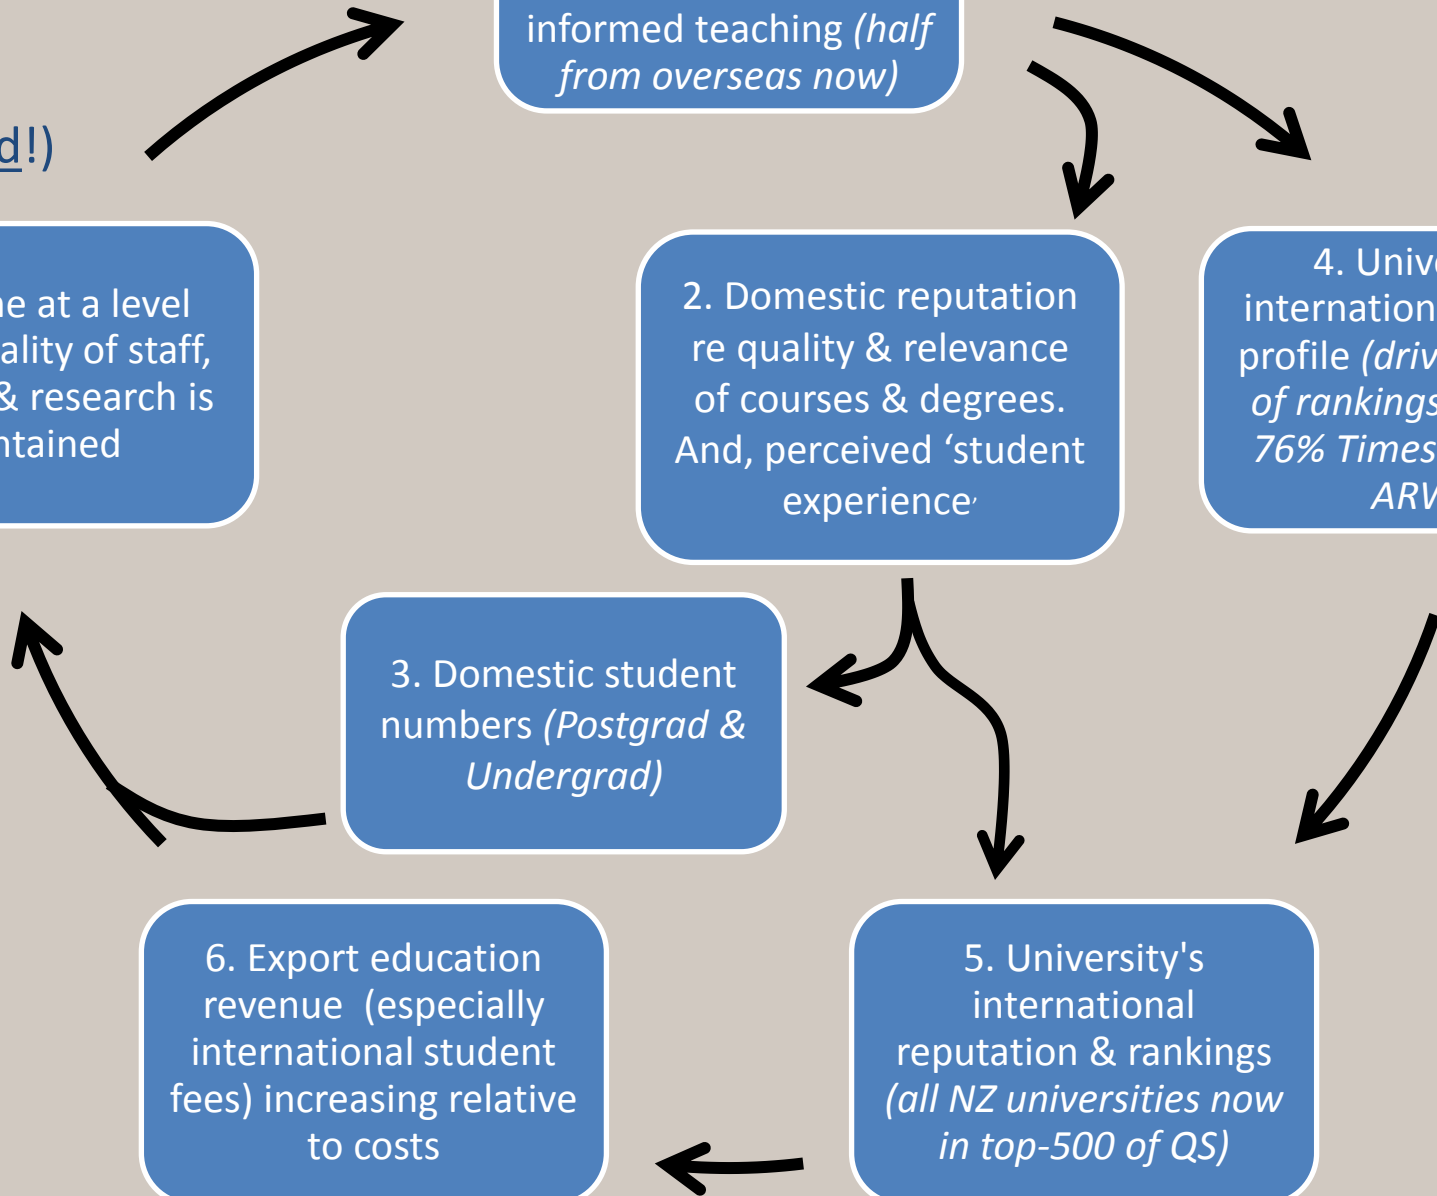 informed teaching (half
from overseas now)
d!)
e at a level
ality of staff,
& research is
ntained
2. Domestic reputation
re quality & relevance
of courses & degrees.
And, perceived ‘student
experience’
4. Unive
internation
profile (driv
of rankings
76% Times
ARW
3. Domestic student
numbers (Postgrad &
Undergrad)
6. Export education
revenue (especially
international student
fees) increasing relative
to costs
5. University's
international
reputation & rankings
(all NZ universities now
in top-500 of QS)